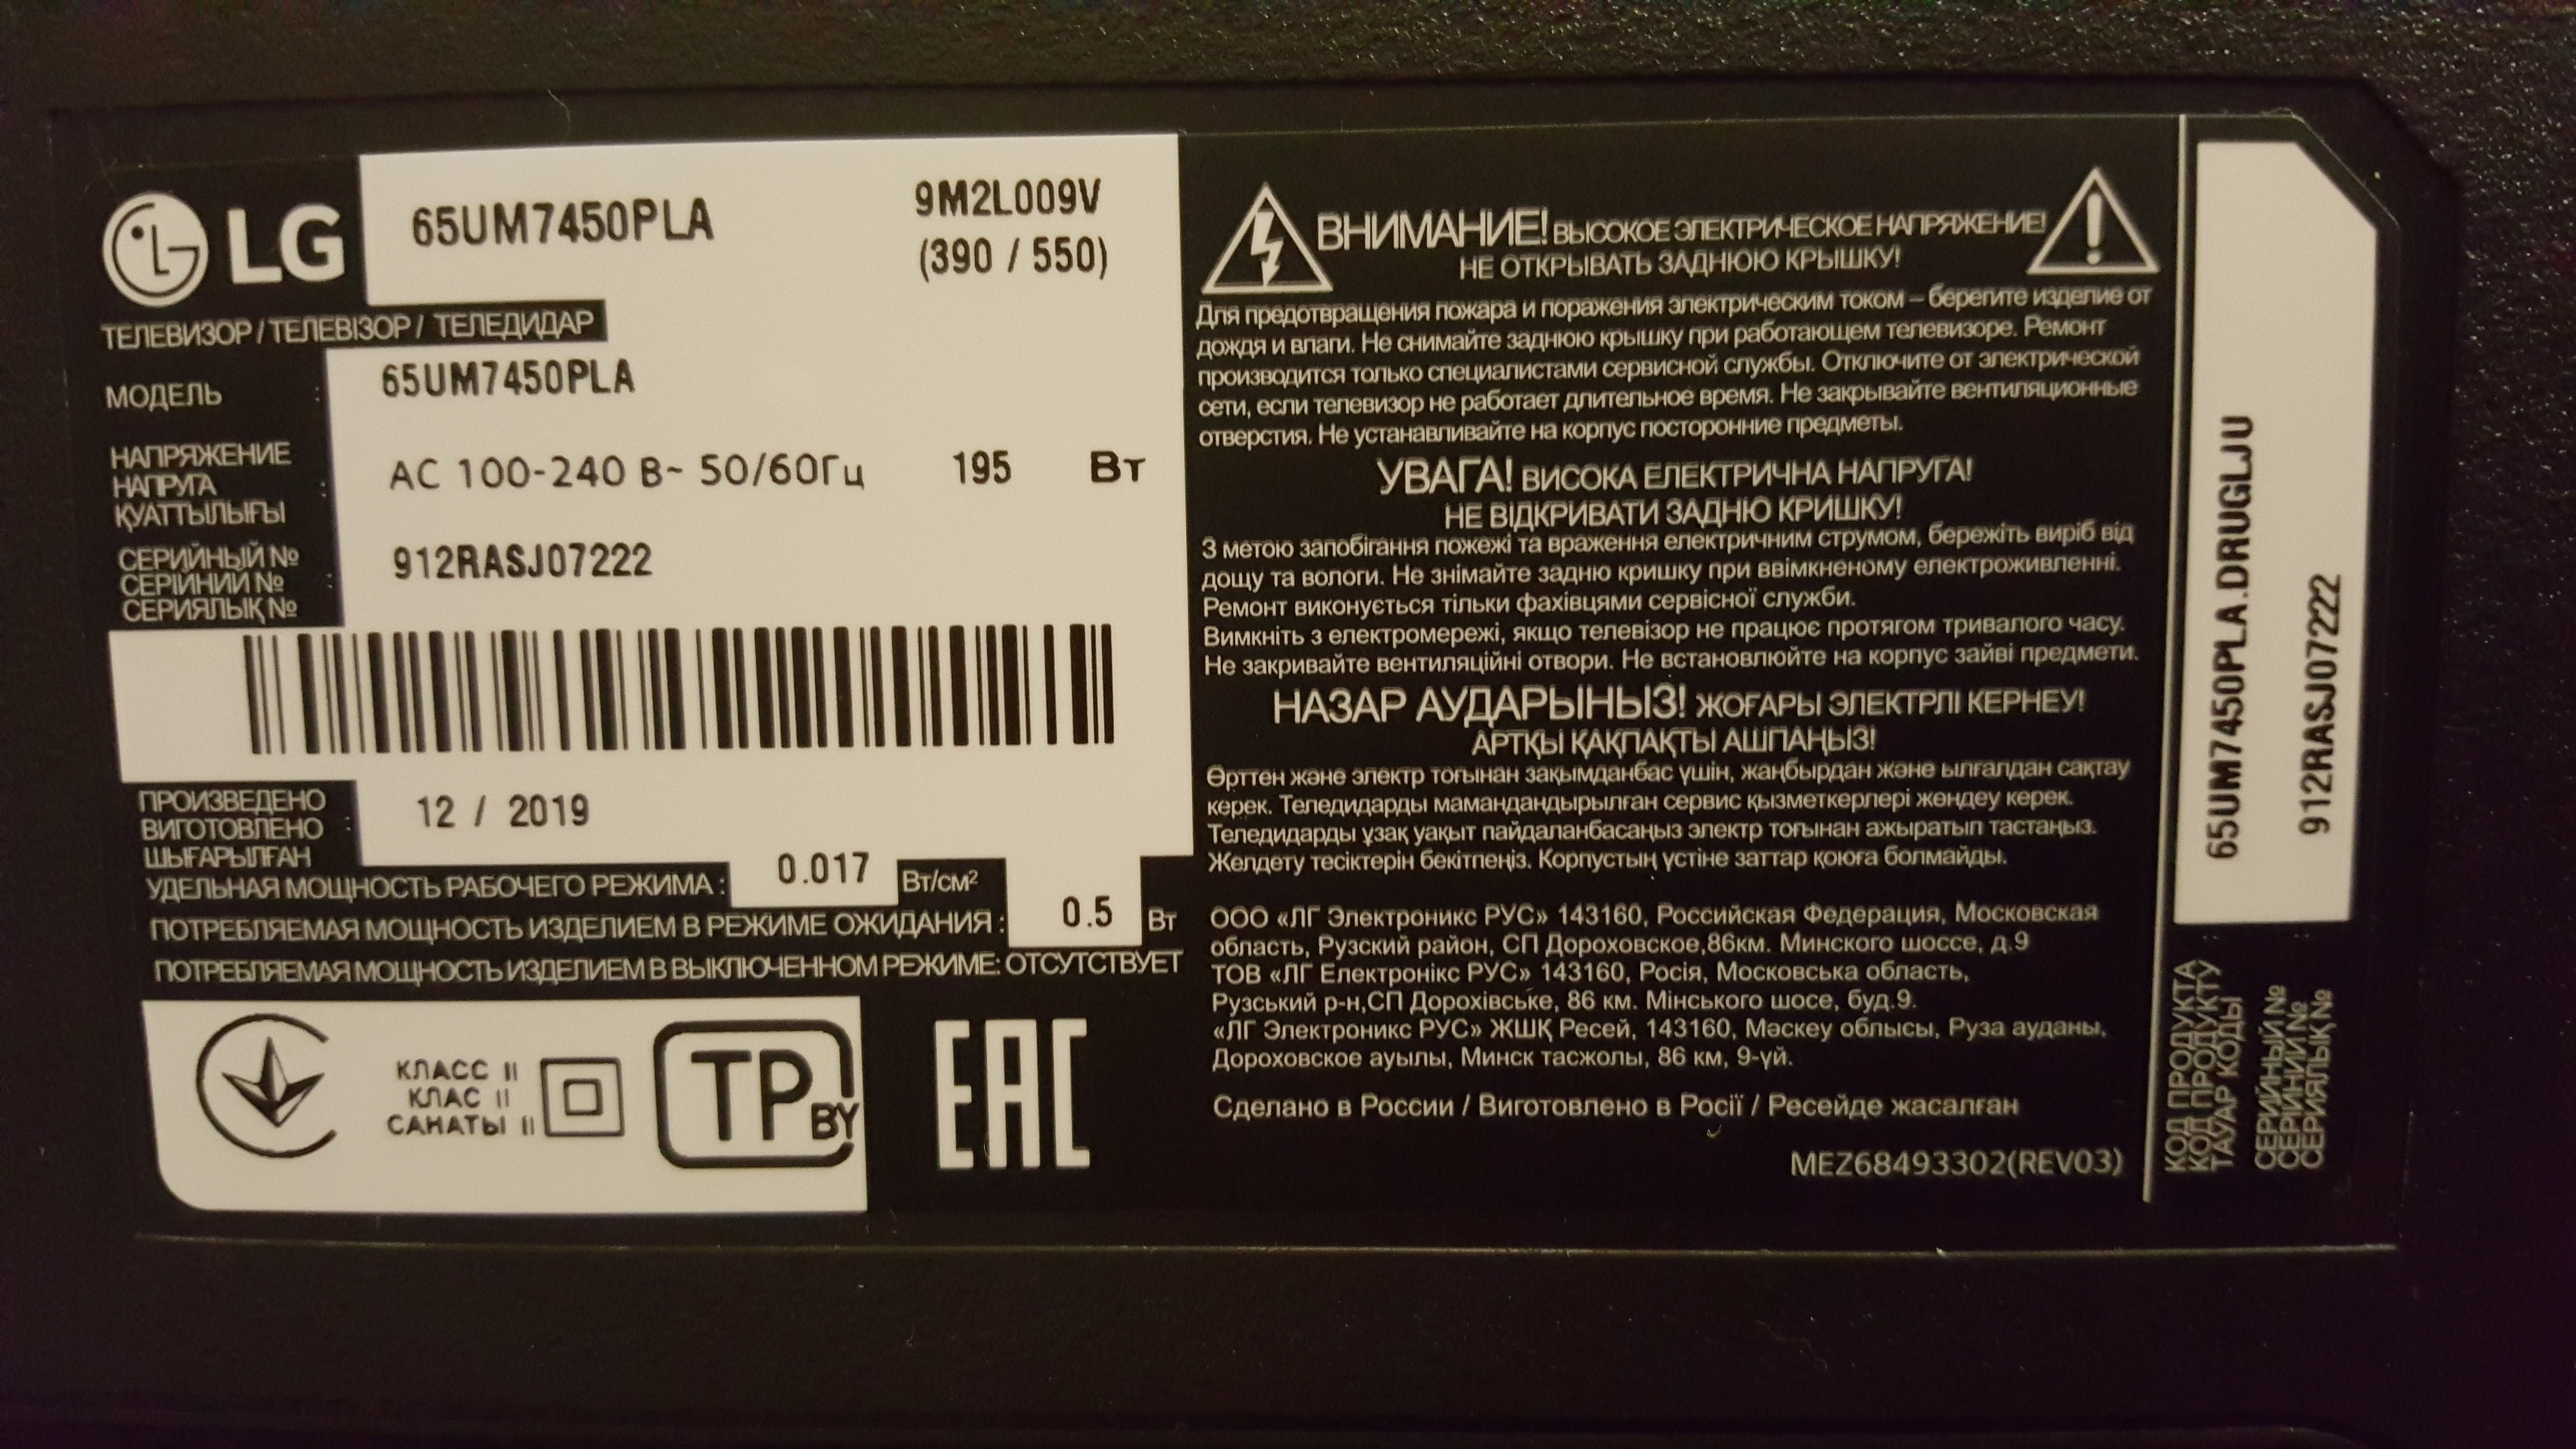 LG
65UM7450PLA
9M2L009V
(390 / 550)
ТЕЛЕВИЗОР / ТЕЛЕВІЗОР / ТЕЛЕДИДАР
МОДЕЛЬ : 65UM7450PLA
НАПРЯЖЕНИЕ
НАПРУГА :
ҚУАТТЫЛЫҒЫ
AC 100-240 В~ 50/60Гц 195 Вт
СЕРИЙНЫЙ №
СЕРІЙНИЙ № :
СЕРИЯЛЫҚ №
912RASJ07222
ПРОИЗВЕДЕНО
ВИГОТОВЛЕНО :
ШЫҒАРЫЛҒАН
12 / 2019
УДЕЛЬНАЯ МОЩНОСТЬ РАБОЧЕГО РЕЖИМА : 0.017 Вт/см²
ПОТРЕБЛЯЕМАЯ МОЩНОСТЬ ИЗДЕЛИЕМ В РЕЖИМЕ ОЖИДАНИЯ : 0.5 Вт
ПОТРЕБЛЯЕМАЯ МОЩНОСТЬ ИЗДЕЛИЕМ В ВЫКЛЮЧЕННОМ РЕЖИМЕ: ОТСУТСТВУЕТ
КЛАСС II
КЛАС II
САНАТЫ II
TP BY
EAC
ВНИМАНИЕ! ВЫСОКОЕ ЭЛЕКТРИЧЕСКОЕ НАПРЯЖЕНИЕ!
НЕ ОТКРЫВАТЬ ЗАДНЮЮ КРЫШКУ!
Для предотвращения пожара и поражения электрическим током – берегите изделие от
дождя и влаги. Не снимайте заднюю крышку при работающем телевизоре. Ремонт
производится только специалистами сервисной службы. Отключите от электрической
сети, если телевизор не работает длительное время. Не закрывайте вентиляционные
отверстия. Не устанавливайте на корпус посторонние предметы.
УВАГА! ВИСОКА ЕЛЕКТРИЧНА НАПРУГА!
НЕ ВІДКРИВАТИ ЗАДНЮ КРИШКУ!
З метою запобігання пожежі та враження електричним струмом, бережіть виріб від
дощу та вологи. Не знімайте задню кришку при ввімкненому електроживленні.
Ремонт виконується тільки фахівцями сервісної служби.
Вимкніть з електромережі, якщо телевізор не працює протягом тривалого часу.
Не закривайте вентиляційні отвори. Не встановлюйте на корпус зайві предмети.
НАЗАР АУДАРЫҢЫЗ! ЖОҒАРЫ ЭЛЕКТРЛІ КЕРНЕУ!
АРТҚЫ ҚАҚПАҚТЫ АШПАҢЫЗ!
Өрттен және электр тоғынан зақымданбас үшін, жаңбырдан және ылғалдан сақтау
керек. Теледидарды мамандандырылған сервис қызметкерлері жөндеу керек.
Теледидарды ұзақ уақыт пайдаланбасаңыз электр тоғынан ажыратып тастаңыз.
Желдету тесіктерін бекітпеңіз. Корпустың үстіне заттар қоюға болмайды.
ООО «ЛГ Электроникс РУС» 143160, Российская Федерация, Московская
область, Рузский район, СП Дороховское,86км. Минского шоссе, д.9
ТОВ «ЛГ Електронікс РУС» 143160, Росія, Московська область,
Рузський р-н,СП Дорохівське, 86 км. Мінського шосе, буд.9.
«ЛГ Электроникс РУС» ЖШҚ Ресей, 143160, Мәскеу облысы, Руза ауданы,
Дороховское ауылы, Минск тасжолы, 86 км, 9-үй.
Сделано в России / Виготовлено в Росії / Ресейде жасалған
MEZ68493302(REV03)
65UM7450PLA.DRUGLJU
912RASJ07222
КОД ПРОДУКТА
КОД ПРОДУКТУ
ТАУАР КОДЫ
СЕРИЙНЫЙ №
СЕРІЙНИЙ №
СЕРИЯЛЫҚ №